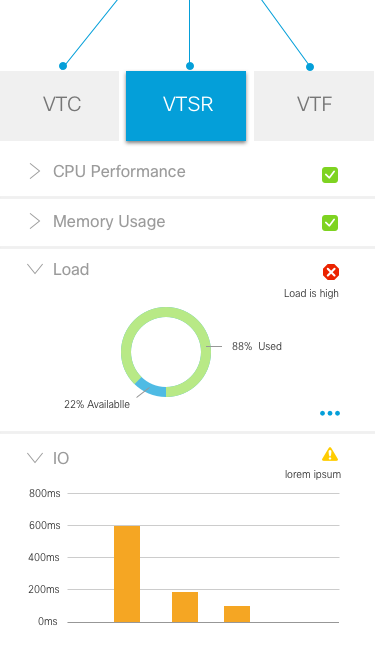 VTC
VTSR
VTF
CPU Performance
Memory Usage
Load
Load is high
88% Used
22% Availablle
IO
lorem ipsum
800ms
600ms
400ms
200ms
0ms